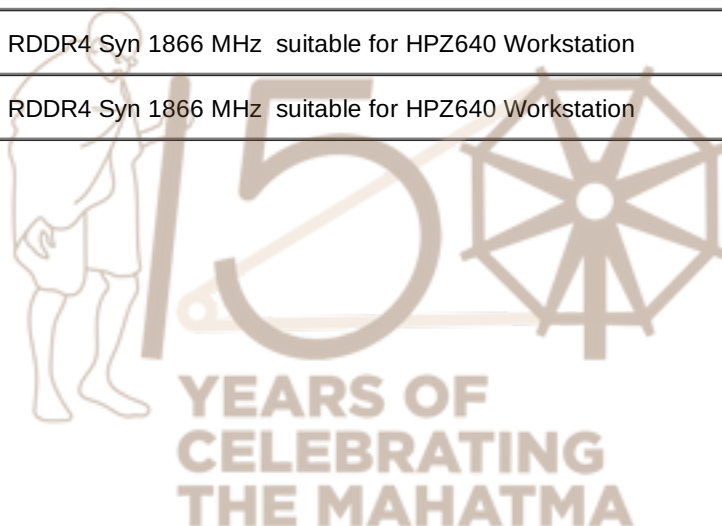 RDDR4 Syn 1866 MHz  suitable for HPZ640 Workstation
RDDR4 Syn 1866 MHz  suitable for HPZ640 Workstation
150
YEARS OF
CELEBRATING
THE MAHATMA